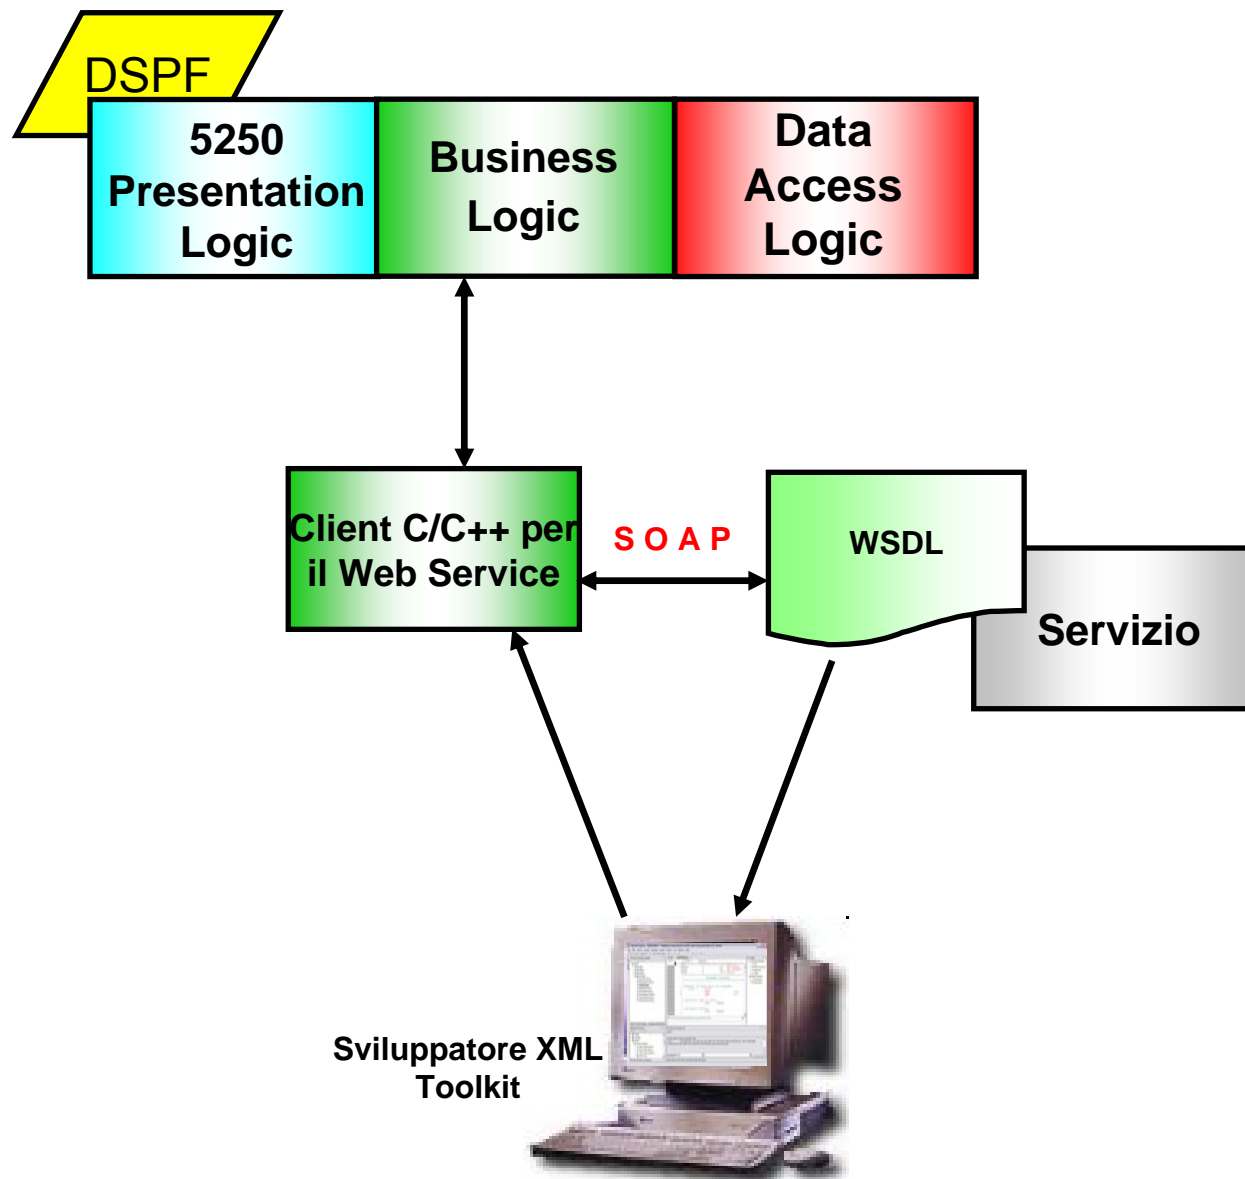 DSPF
5250
Presentation
Logic
Business
Logic
Data
Access
Logic
Client C/C++ per
il Web Service
S O A P
WSDL
Servizio
Sviluppatore XML
Toolkit